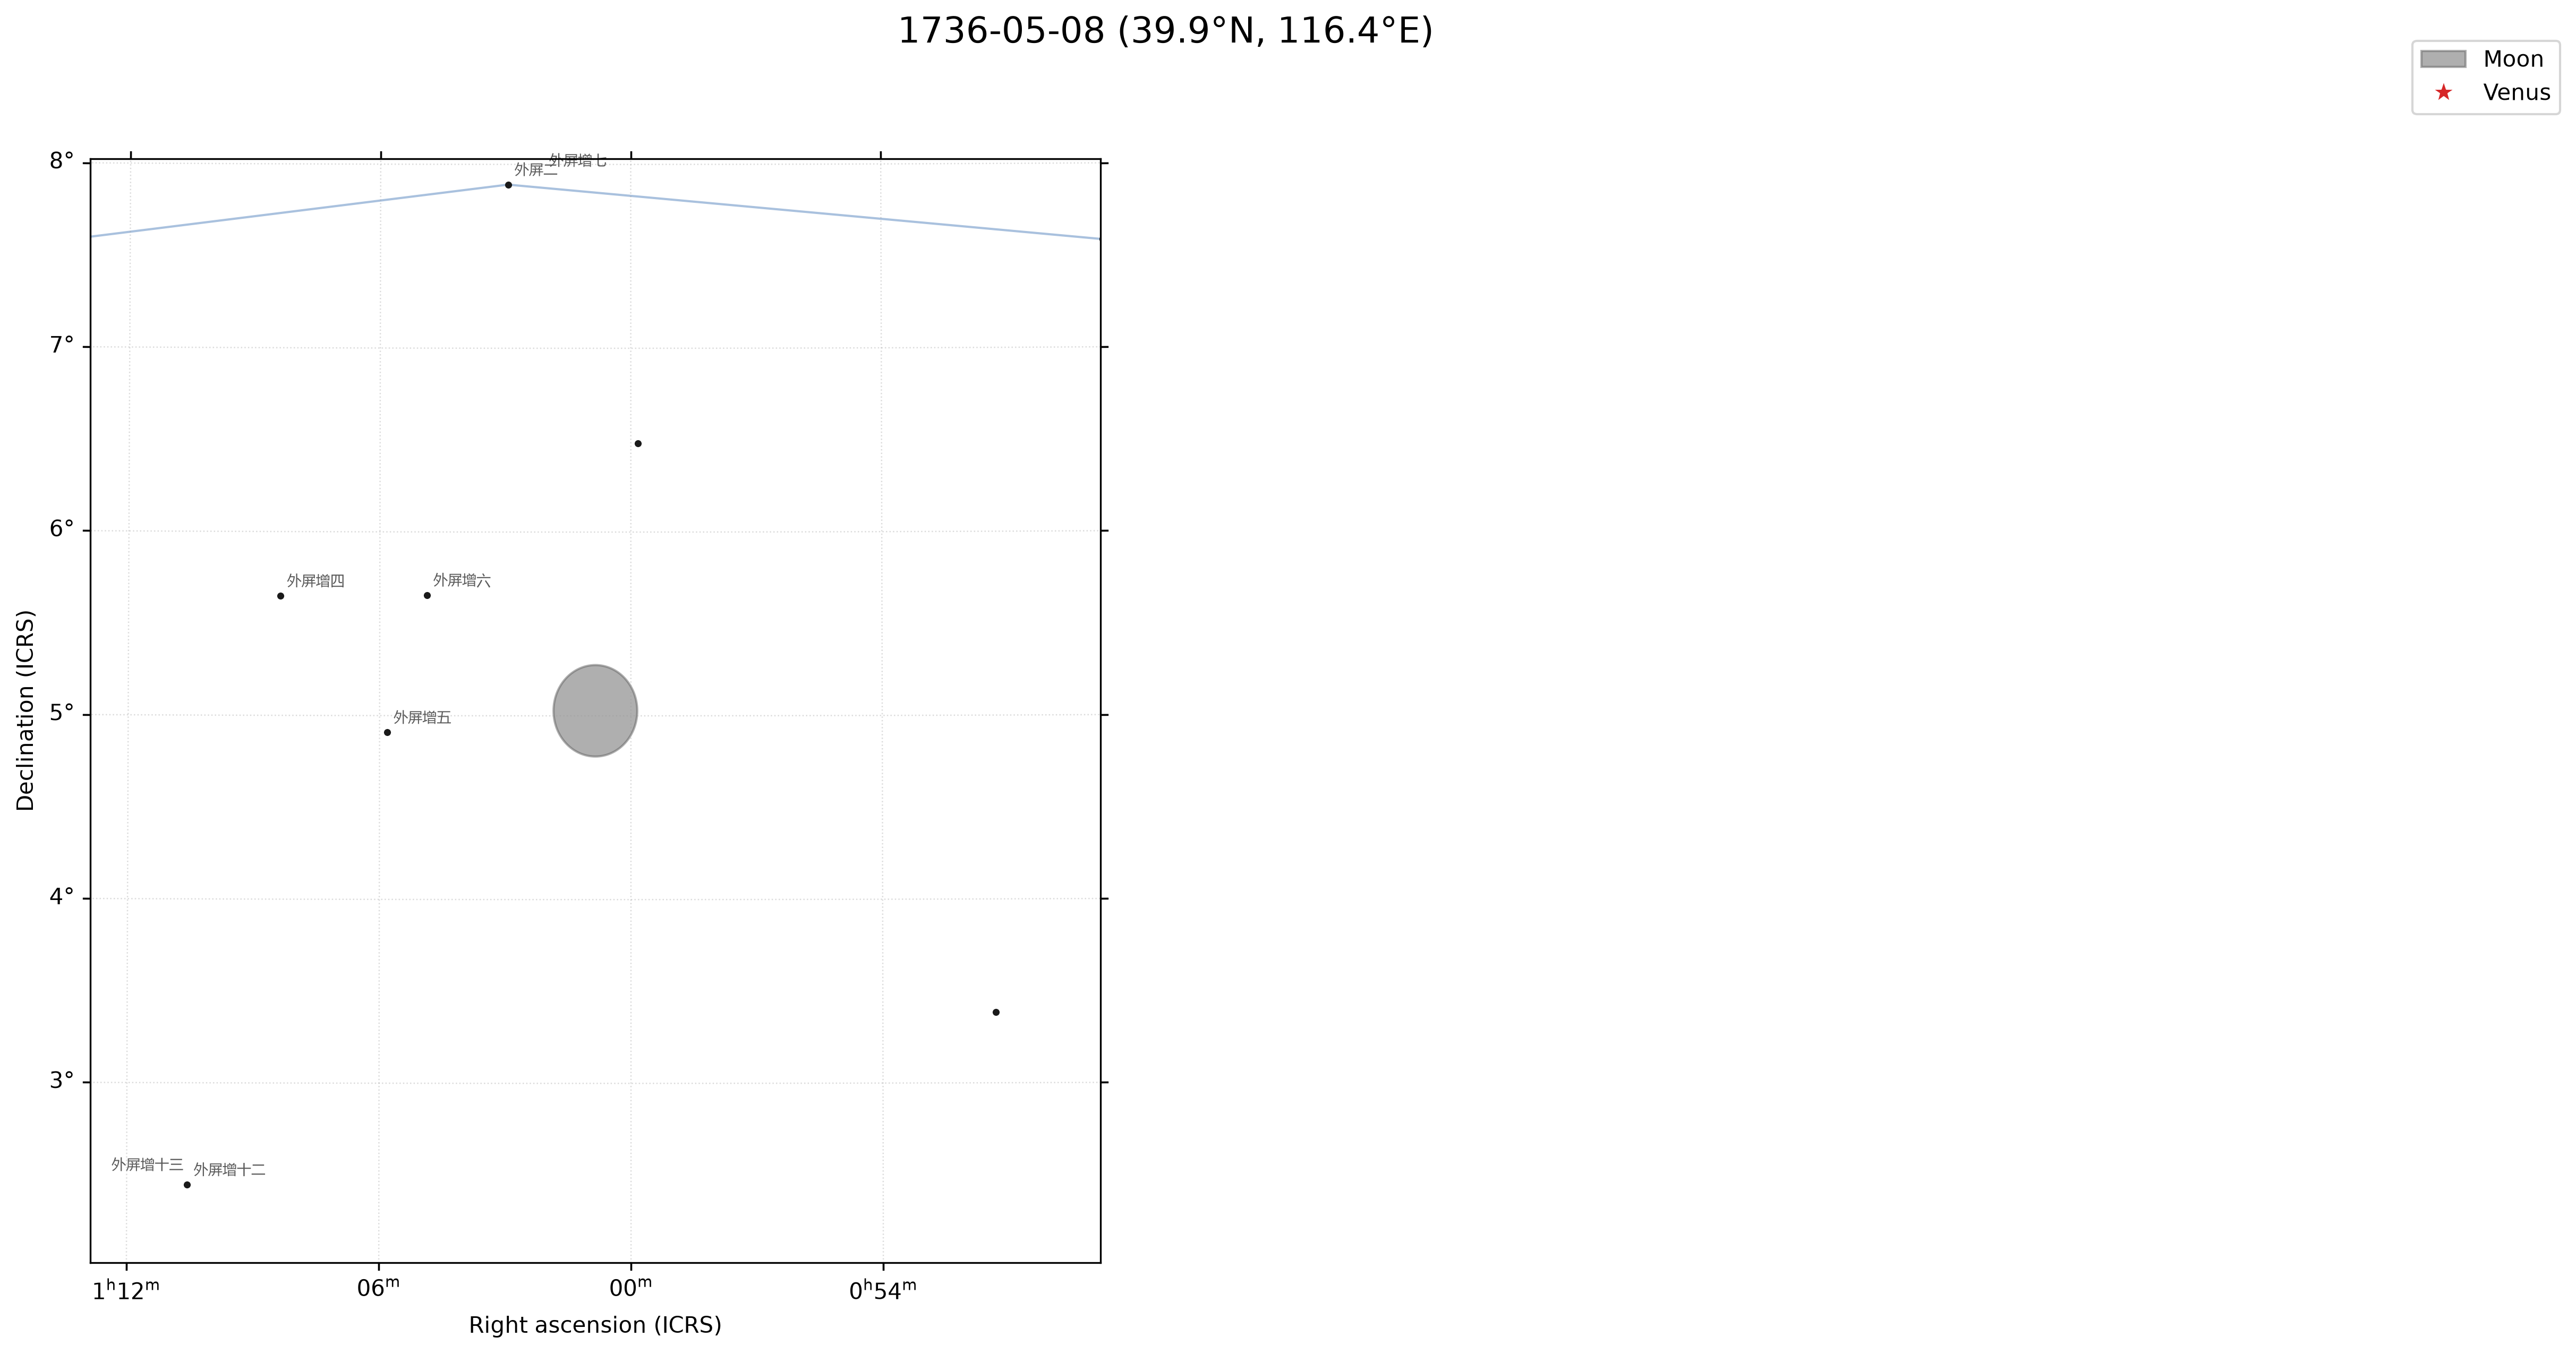 1736-05-08 (39.9°N, 116.4°E)
Moon
Venus
8°
外屏增七
外屏二
7°
6°
外屏增四
外屏增六
5°
外屏增五
4°
3°
外屏增十三
外屏增十二
1h12m
06m
00m
0h54m
Right ascension (ICRS)
Declination (ICRS)